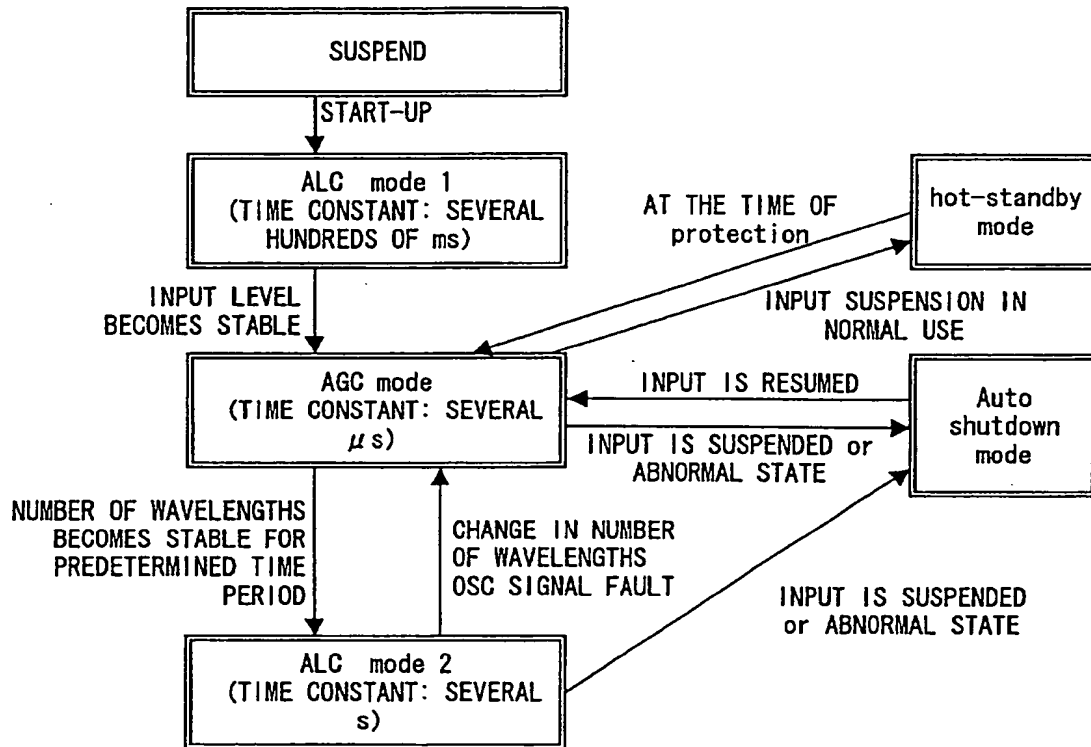 SUSPEND
START-UP
ALC mode 1
(TIME CONSTANT: SEVERAL
HUNDREDS OF ms)
AT THE TIME OF
protection
hot-standby
mode
INPUT LEVEL
BECOMES STABLE
INPUT SUSPENSION IN
NORMAL USE
AGC mode
(TIME CONSTANT: SEVERAL
μs)
INPUT IS RESUMED
INPUT IS SUSPENDED or
ABNORMAL STATE
Auto
shutdown
mode
NUMBER OF WAVELENGTHS
BECOMES STABLE FOR
PREDETERMINED TIME
PERIOD
CHANGE IN NUMBER
OF WAVELENGTHS
OSC SIGNAL FAULT
INPUT IS SUSPENDED
or ABNORMAL STATE
ALC mode 2
(TIME CONSTANT: SEVERAL
s)